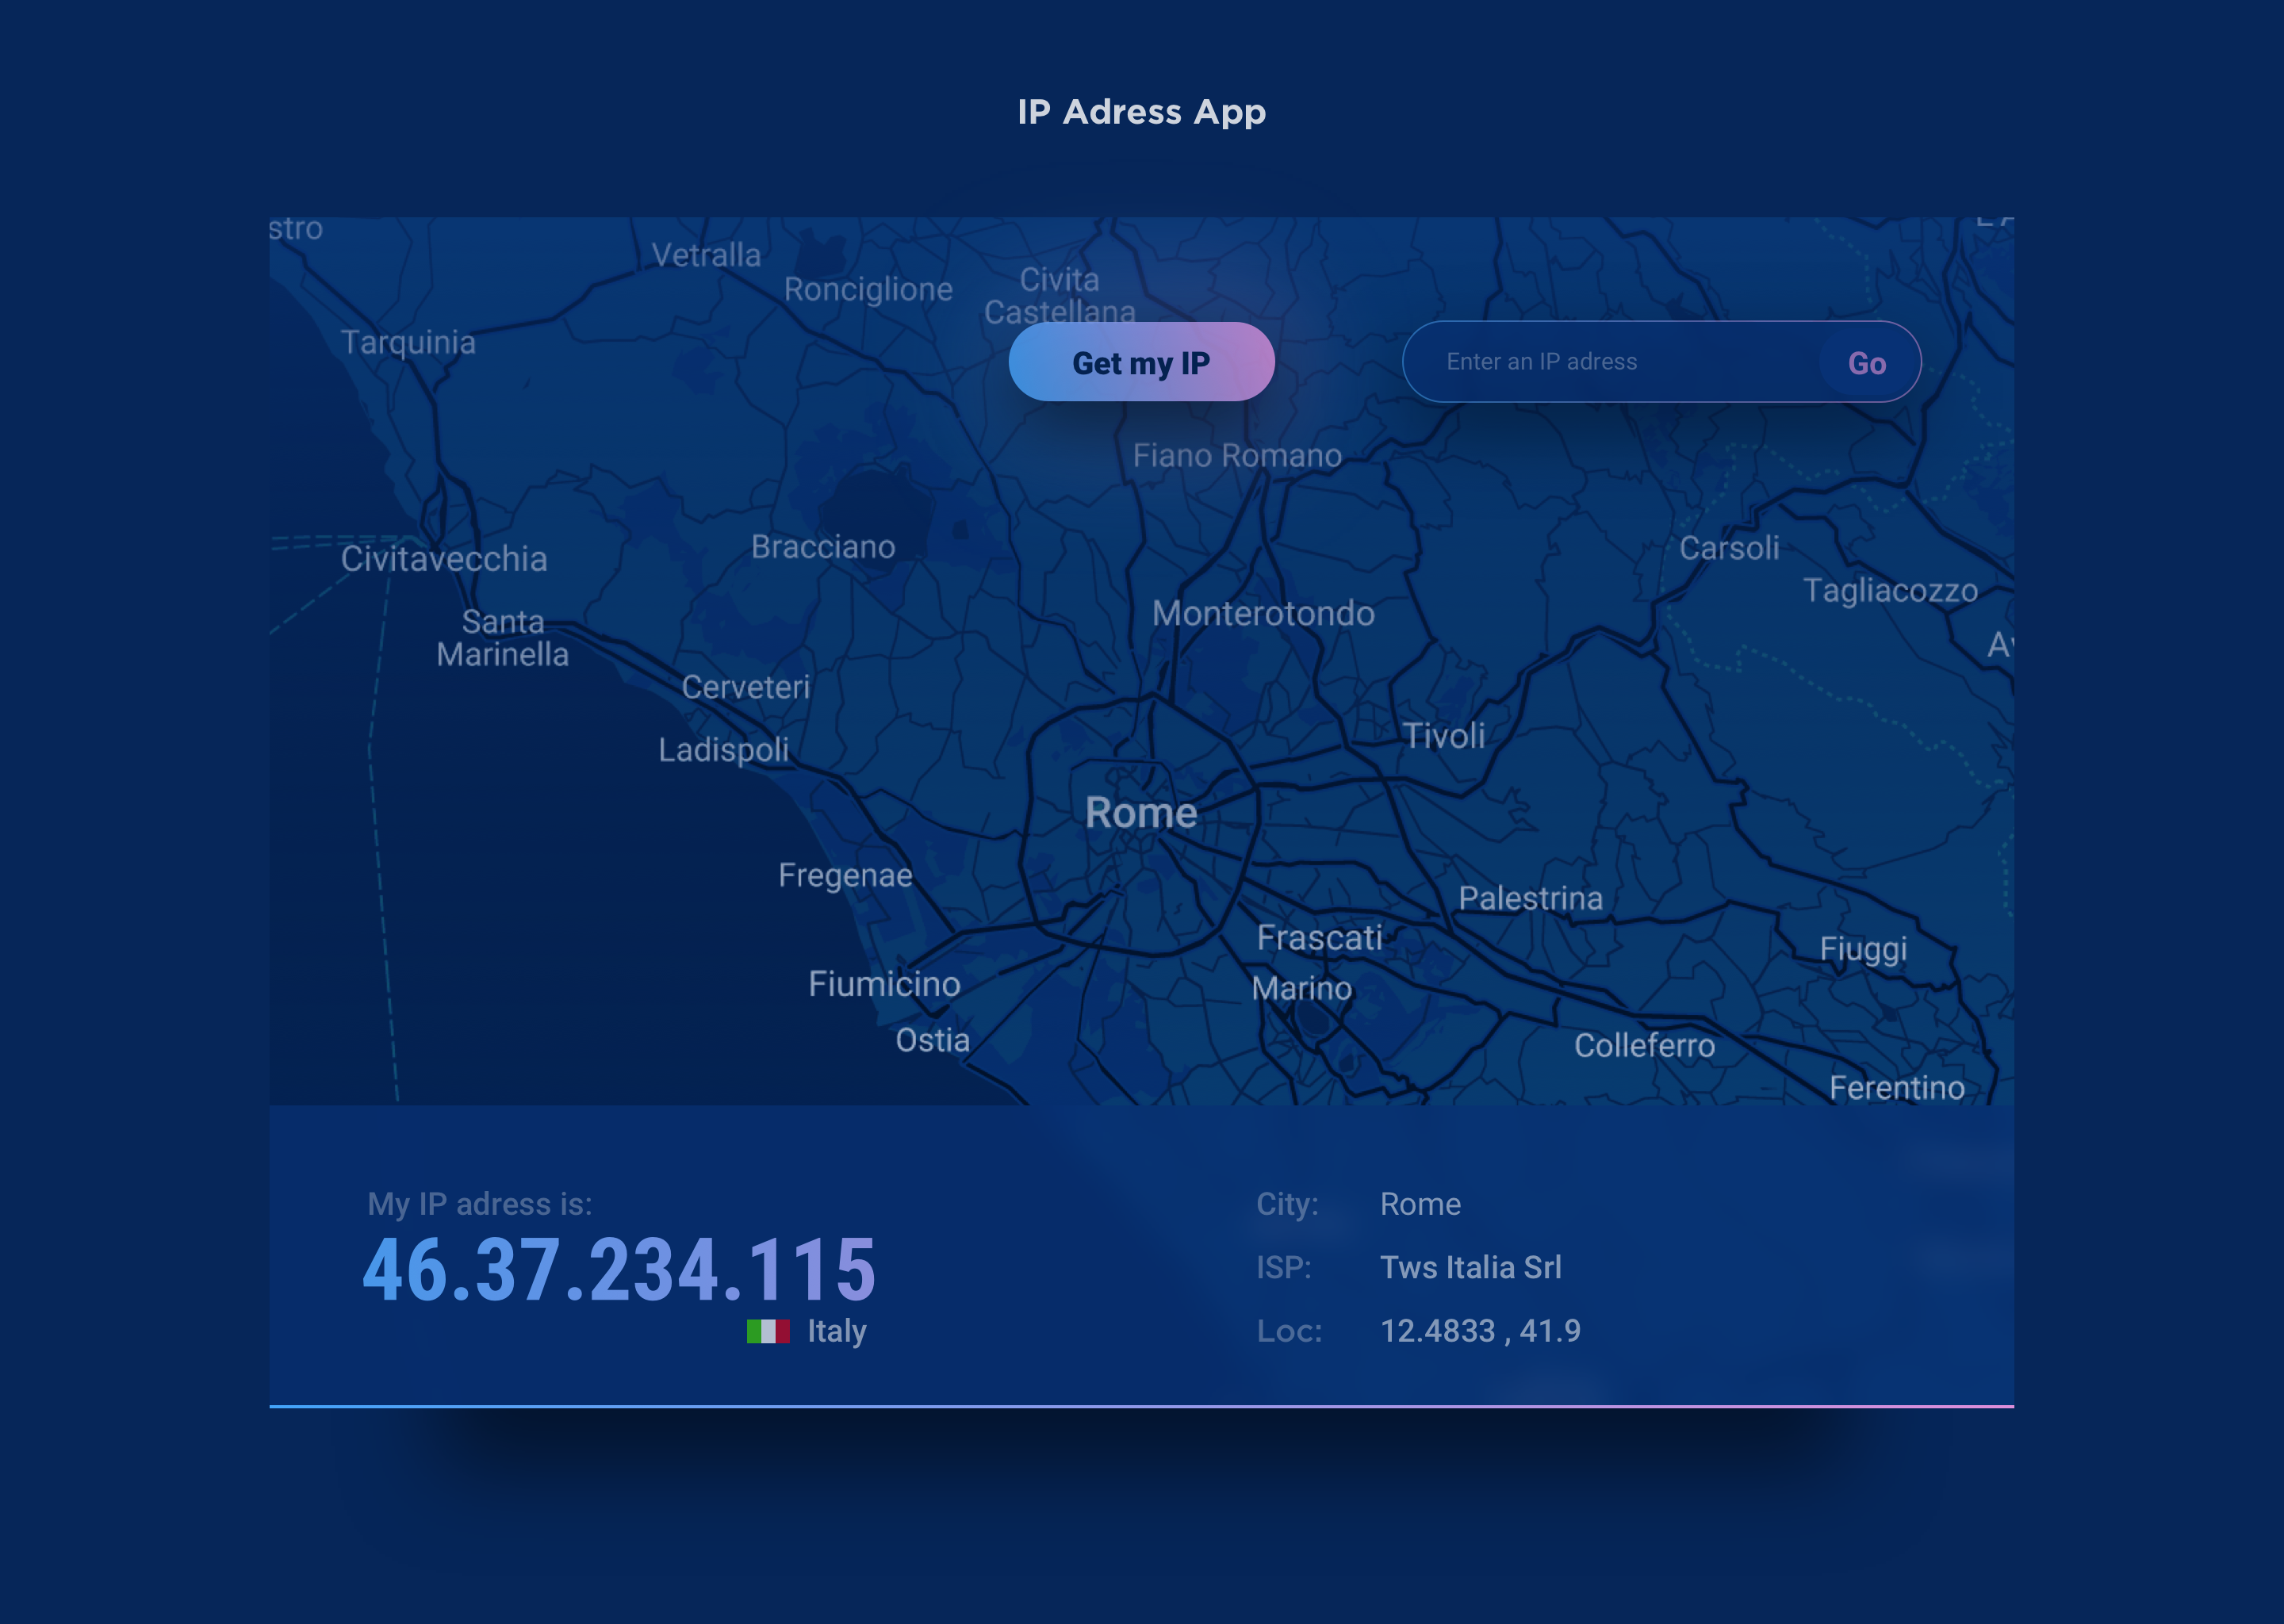 IP Adress App
stro
Vetralla
Ronciglione
Civita
Castellana
Tarquinia
Get my IP
Enter an IP adress
Go
Fiano Romano
Civitavecchia
Bracciano
Carsoli
Tagliacozzo
Santa
Marinella
Monterotondo
Cerveteri
Ladispoli
Tivoli
Rome
Fregenae
Palestrina
Frascati
Fiuggi
Fiumicino
Marino
Ostia
Colleferro
Ferentino
My IP adress is:
46.37.234.115
Italy
City: Rome
ISP: Tws Italia Srl
Loc: 12.4833 , 41.9